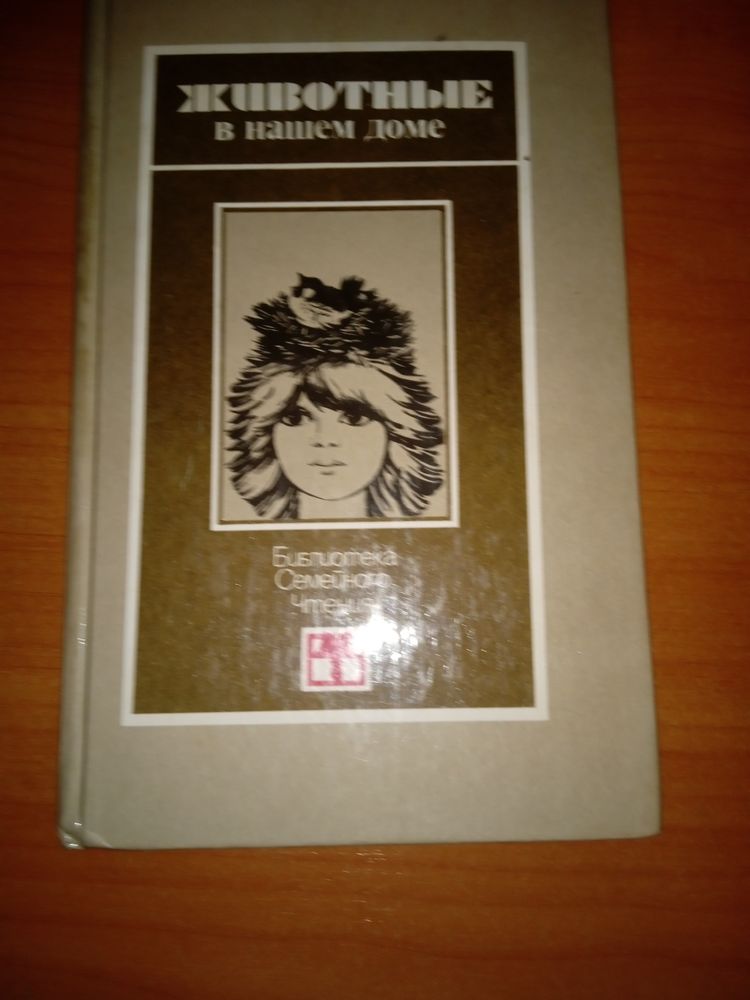 ЖИВОТНЫЕ
в нашем доме
Библиотека
Семейного
Чтения